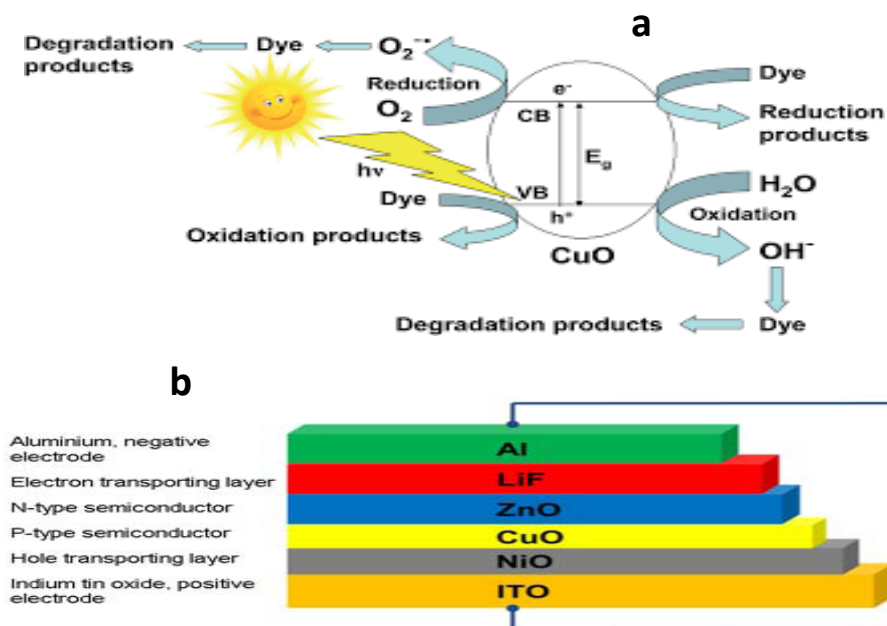 a
Degradation products
Dye
O₂⁻•
Reduction
O₂
e⁻
CB
E_g
hν
VB
h⁺
Dye
Oxidation products
CuO
Dye
Reduction products
H₂O
Oxidation
OH⁻
Dye
Degradation products
b
Aluminium, negative
electrode
Al
Electron transporting layer
LiF
N-type semiconductor
ZnO
P-type semiconductor
CuO
Hole transporting layer
NiO
Indium tin oxide, positive
electrode
ITO